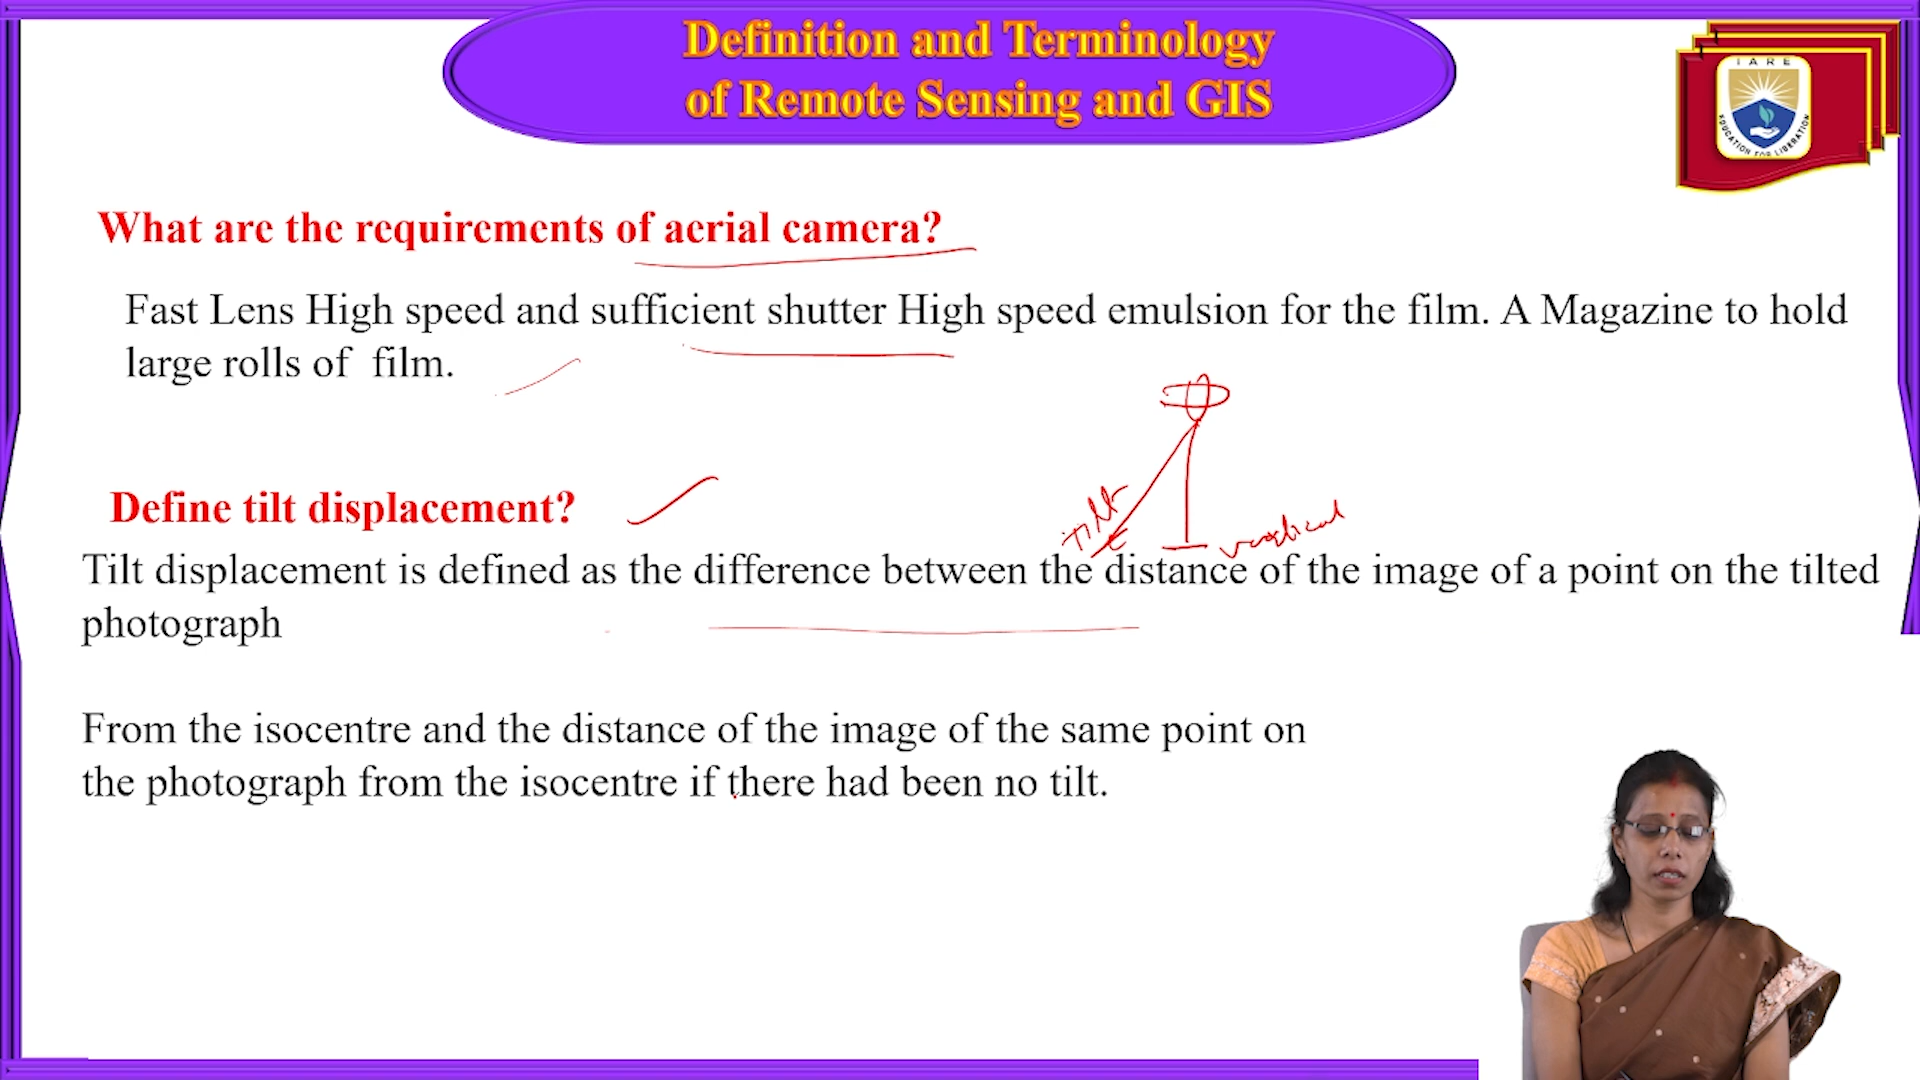 Definition and Terminology
of Remote Sensing and GIS
IARE
EDUCATION FOR LIBERATION
What are the requirements of aerial camera?
Fast Lens High speed and sufficient shutter High speed emulsion for the film. A Magazine to hold
large rolls of film.
Define tilt displacement?
Tilt
vertical
Tilt displacement is defined as the difference between the distance of the image of a point on the tilted
photograph
From the isocentre and the distance of the image of the same point on
the photograph from the isocentre if there had been no tilt.